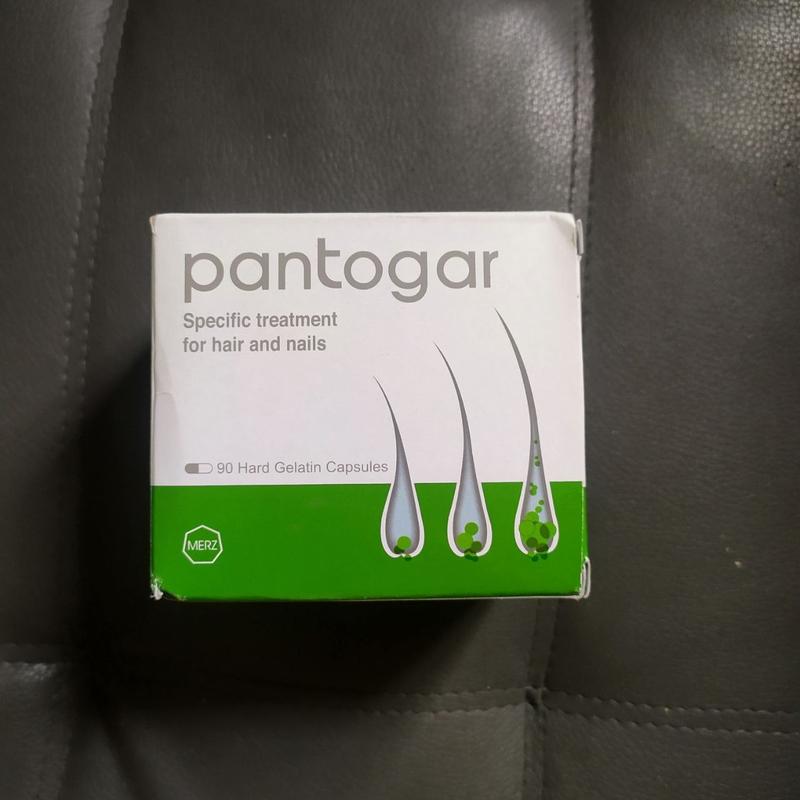 pantogar
Specific treatment
for hair and nails
90 Hard Gelatin Capsules
MERZ